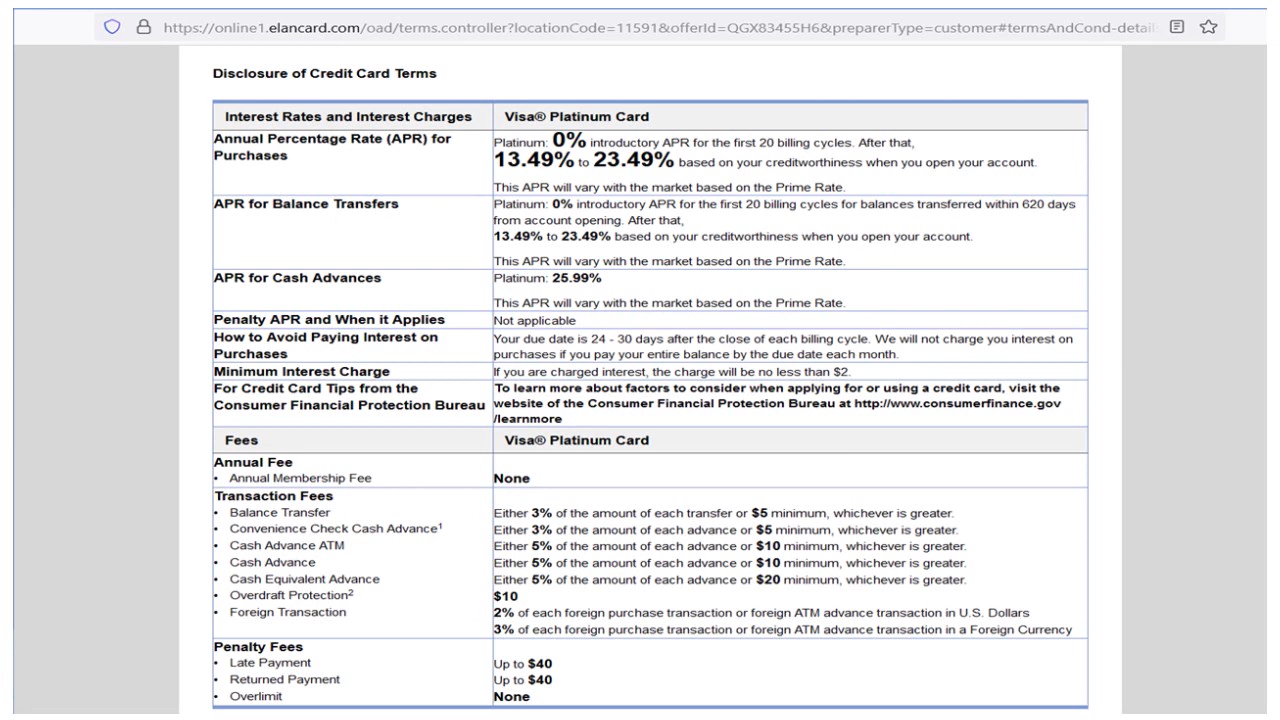 https://online1.elancard.com/oad/terms.controller?locationCode=11591&offerId=QGX83455H6&preparerType=customer#termsAndCond-detail
Disclosure of Credit Card Terms
Interest Rates and Interest Charges Visa® Platinum Card
Annual Percentage Rate (APR) for
Purchases
Platinum: 0% introductory APR for the first 20 billing cycles. After that,
13.49% to 23.49% based on your creditworthiness when you open your account.
This APR will vary with the market based on the Prime Rate.
APR for Balance Transfers
Platinum: 0% introductory APR for the first 20 billing cycles for balances transferred within 620 days
from account opening. After that,
13.49% to 23.49% based on your creditworthiness when you open your account.
This APR will vary with the market based on the Prime Rate.
APR for Cash Advances
Platinum: 25.99%
This APR will vary with the market based on the Prime Rate.
Penalty APR and When it Applies Not applicable
How to Avoid Paying Interest on
Purchases
Your due date is 24 - 30 days after the close of each billing cycle. We will not charge you interest on
purchases if you pay your entire balance by the due date each month.
Minimum Interest Charge If you are charged interest, the charge will be no less than $2.
For Credit Card Tips from the
Consumer Financial Protection Bureau
To learn more about factors to consider when applying for or using a credit card, visit the
website of the Consumer Financial Protection Bureau at http://www.consumerfinance.gov
/learnmore
Fees Visa® Platinum Card
Annual Fee
• Annual Membership Fee None
Transaction Fees
• Balance Transfer Either 3% of the amount of each transfer or $5 minimum, whichever is greater.
• Convenience Check Cash Advance1 Either 3% of the amount of each advance or $5 minimum, whichever is greater.
• Cash Advance ATM Either 5% of the amount of each advance or $10 minimum, whichever is greater.
• Cash Advance Either 5% of the amount of each advance or $10 minimum, whichever is greater.
• Cash Equivalent Advance Either 5% of the amount of each advance or $20 minimum, whichever is greater.
• Overdraft Protection2 $10
• Foreign Transaction 2% of each foreign purchase transaction or foreign ATM advance transaction in U.S. Dollars
3% of each foreign purchase transaction or foreign ATM advance transaction in a Foreign Currency
Penalty Fees
• Late Payment Up to $40
• Returned Payment Up to $40
• Overlimit None